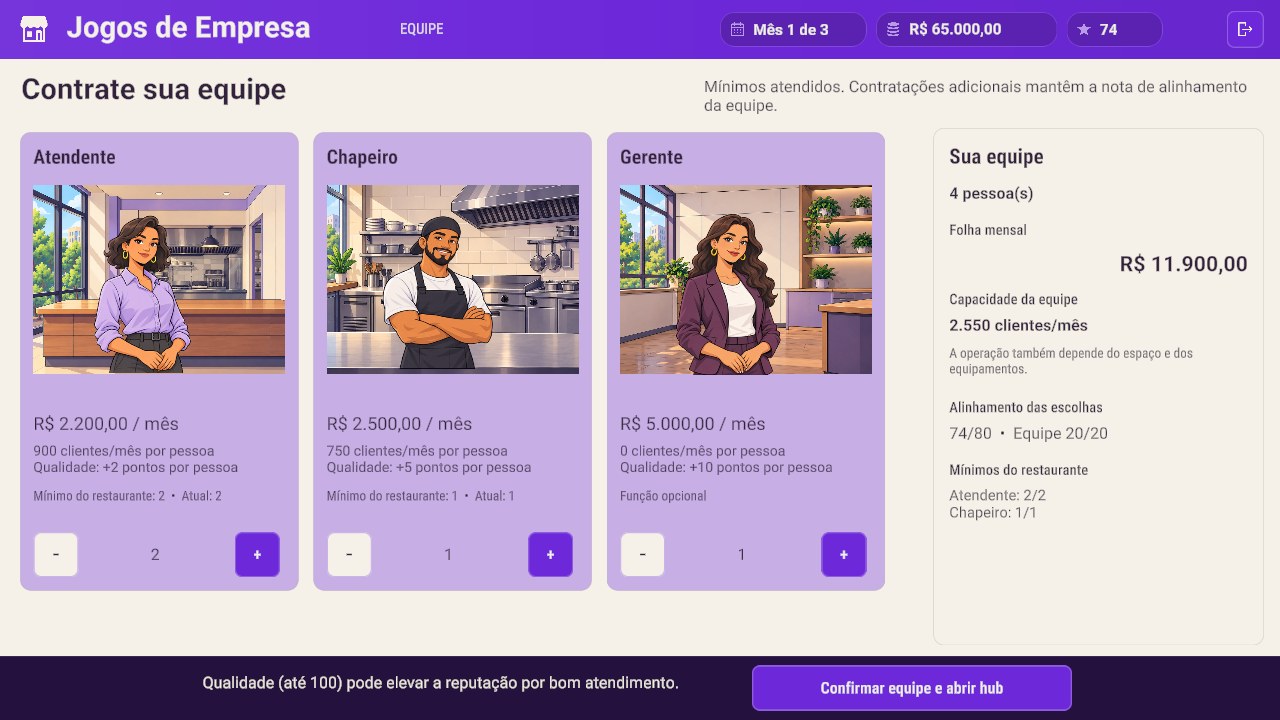 Jogos de Empresa
EQUIPE
Mês 1 de 3
R$ 65.000,00
74
Contrate sua equipe
Mínimos atendidos. Contratações adicionais mantêm a nota de alinhamento
da equipe.
Atendente
R$ 2.200,00 / mês
900 clientes/mês por pessoa
Qualidade: +2 pontos por pessoa
Mínimo do restaurante: 2 • Atual: 2
-
2
+
Chapeiro
R$ 2.500,00 / mês
750 clientes/mês por pessoa
Qualidade: +5 pontos por pessoa
Mínimo do restaurante: 1 • Atual: 1
-
1
+
Gerente
R$ 5.000,00 / mês
0 clientes/mês por pessoa
Qualidade: +10 pontos por pessoa
Função opcional
-
1
+
Sua equipe
4 pessoa(s)
Folha mensal
R$ 11.900,00
Capacidade da equipe
2.550 clientes/mês
A operação também depende do espaço e dos
equipamentos.
Alinhamento das escolhas
74/80 • Equipe 20/20
Mínimos do restaurante
Atendente: 2/2
Chapeiro: 1/1
Qualidade (até 100) pode elevar a reputação por bom atendimento.
Confirmar equipe e abrir hub